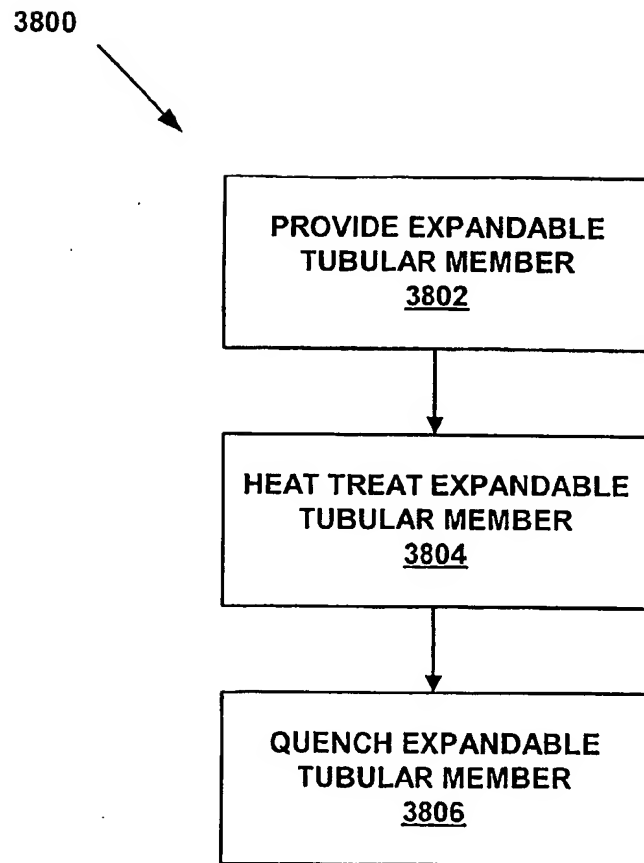 3800
PROVIDE EXPANDABLE
TUBULAR MEMBER
3802
HEAT TREAT EXPANDABLE
TUBULAR MEMBER
3804
QUENCH EXPANDABLE
TUBULAR MEMBER
3806